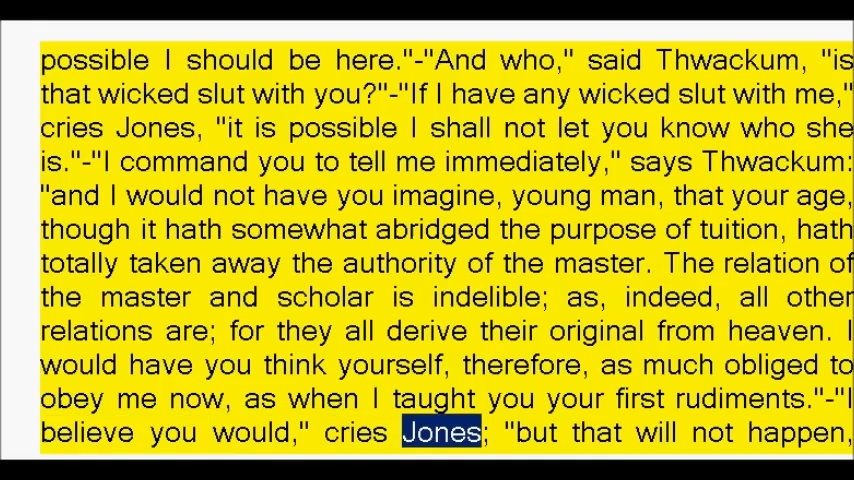 possible I should be here."-"And who," said Thwackum, "is
that wicked slut with you?"-"If I have any wicked slut with me,"
cries Jones, "it is possible I shall not let you know who she
is."-"I command you to tell me immediately," says Thwackum:
"and I would not have you imagine, young man, that your age,
though it hath somewhat abridged the purpose of tuition, hath
totally taken away the authority of the master. The relation of
the master and scholar is indelible; as, indeed, all other
relations are; for they all derive their original from heaven. I
would have you think yourself, therefore, as much obliged to
obey me now, as when I taught you your first rudiments."-"I
believe you would," cries Jones; "but that will not happen,